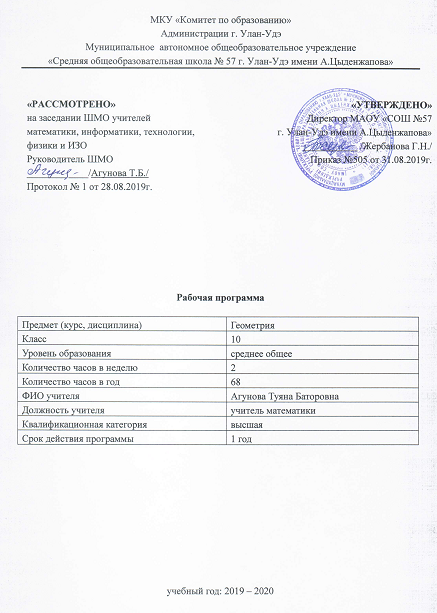 МКУ «Комитет по образованию»
Администрации г. Улан-Удэ
Муниципальное автономное общеобразовательное учреждение
«Средняя общеобразовательная школа № 57 г. Улан-Удэ имени А.Цыденжапова»
«РАССМОТРЕНО»
на заседании ШМО учителей
математики, информатики, технологии,
физики и ИЗО
Руководитель ШМО
/Агунова Т.Б./
Протокол № 1 от 28.08.2019г.
«УТВЕРЖДЕНО»
Директор МАОУ «СОШ №57
г. Улан-Удэ имени А.Цыденжапова»
/Жербанова Г.Н./
Приказ №505 от 31.08.2019г.
Рабочая программа
Предмет (курс, дисциплина) Геометрия
Класс 10
Уровень образования среднее общее
Количество часов в неделю 2
Количество часов в год 68
ФИО учителя Агунова Туяна Баторовна
Должность учителя учитель математики
Квалификационная категория высшая
Срок действия программы 1 год
учебный год: 2019 – 2020